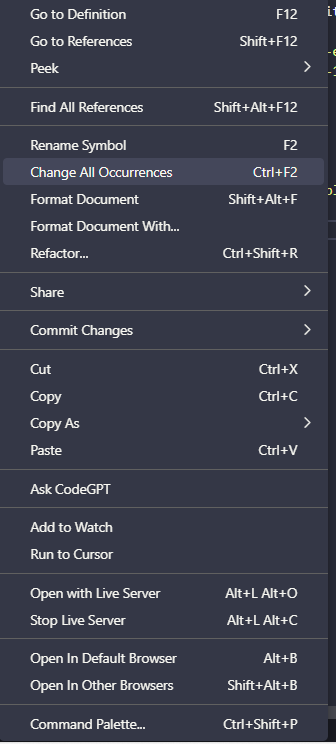 Go to Definition F12
Go to References Shift+F12
Peek
Find All References Shift+Alt+F12
Rename Symbol F2
Change All Occurrences Ctrl+F2
Format Document Shift+Alt+F
Format Document With...
Refactor... Ctrl+Shift+R
Share
Commit Changes
Cut Ctrl+X
Copy Ctrl+C
Copy As
Paste Ctrl+V
Ask CodeGPT
Add to Watch
Run to Cursor
Open with Live Server Alt+L Alt+O
Stop Live Server Alt+L Alt+C
Open In Default Browser Alt+B
Open In Other Browsers Shift+Alt+B
Command Palette... Ctrl+Shift+P